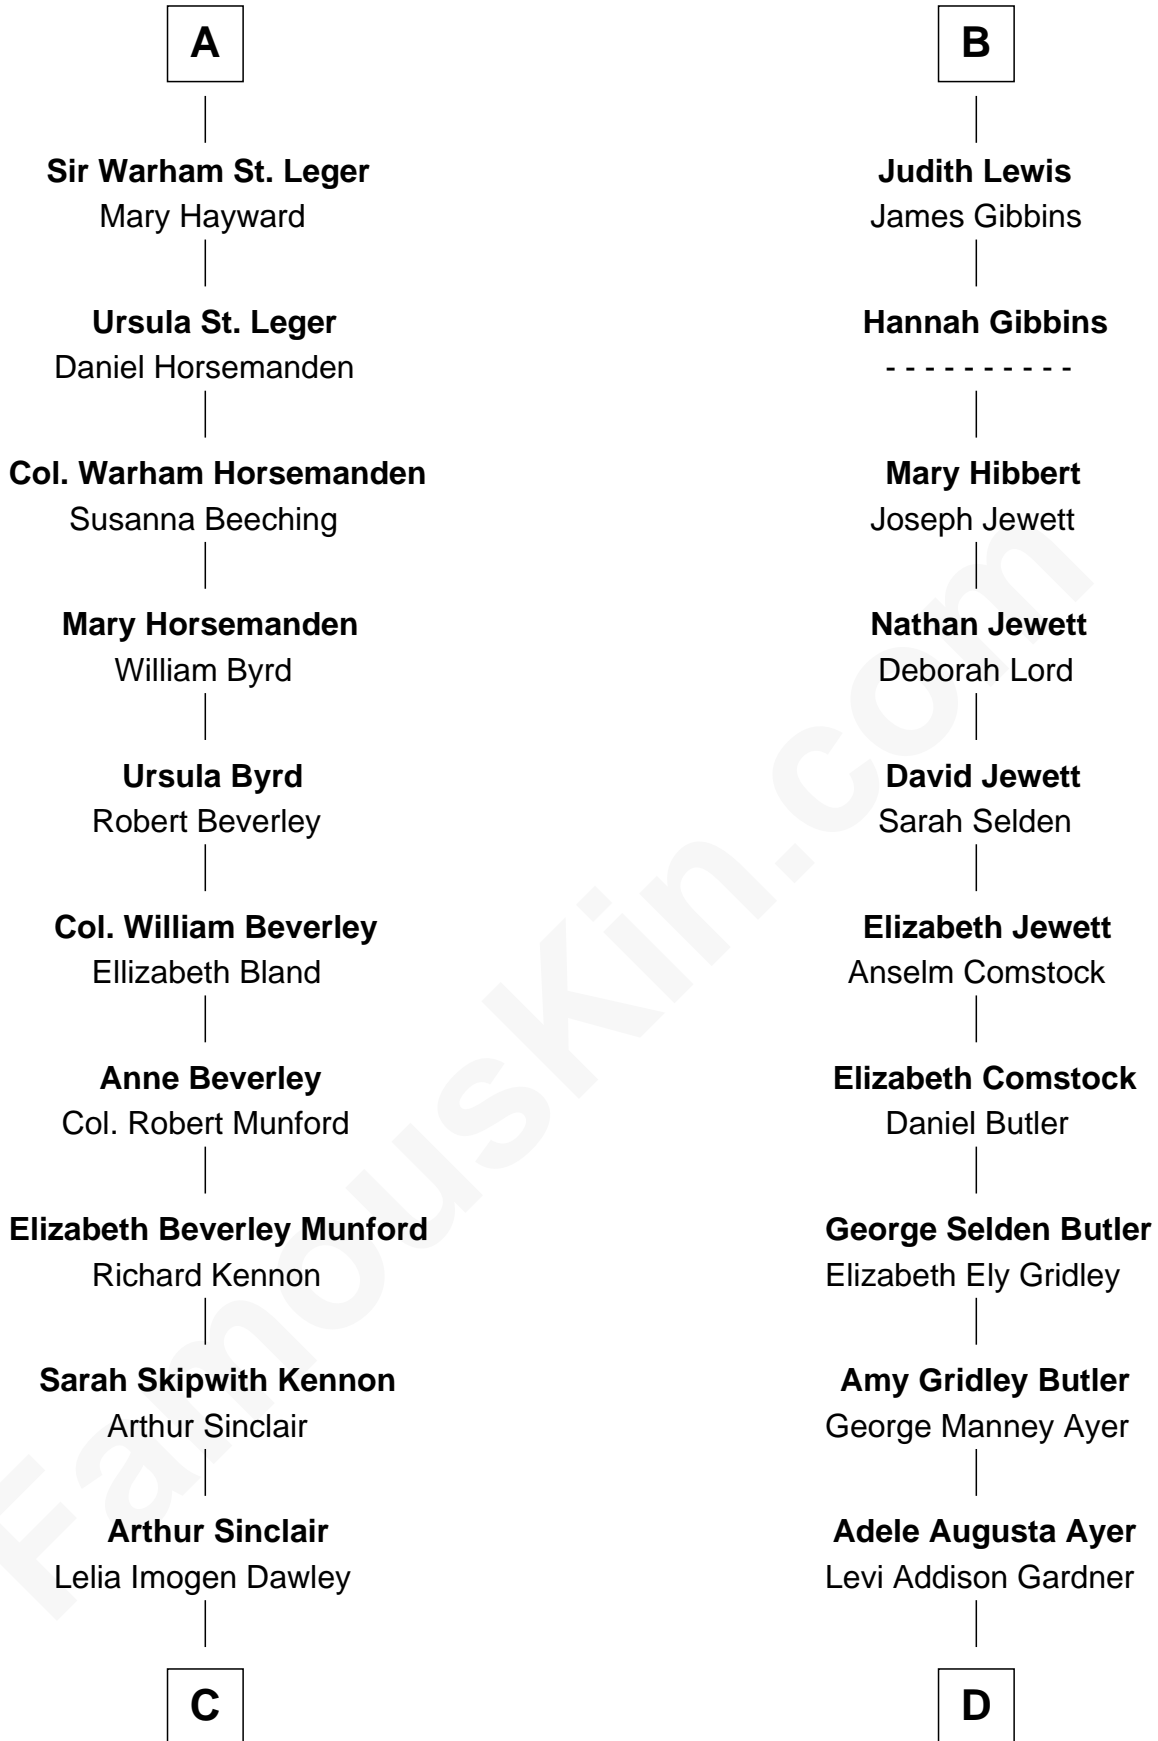 A
Sir Warham St. Leger
Mary Hayward
Ursula St. Leger
Daniel Horsemanden
Col. Warham Horsemanden
Susanna Beeching
Mary Horsemanden
William Byrd
Ursula Byrd
Robert Beverley
Col. William Beverley
Ellizabeth Bland
Anne Beverley
Col. Robert Munford
Elizabeth Beverley Munford
Richard Kennon
Sarah Skipwith Kennon
Arthur Sinclair
Arthur Sinclair
Lelia Imogen Dawley
C
B
Judith Lewis
James Gibbins
Hannah Gibbins
- - - - - - - - - -
Mary Hibbert
Joseph Jewett
Nathan Jewett
Deborah Lord
David Jewett
Sarah Selden
Elizabeth Jewett
Anselm Comstock
Elizabeth Comstock
Daniel Butler
George Selden Butler
Elizabeth Ely Gridley
Amy Gridley Butler
George Manney Ayer
Adele Augusta Ayer
Levi Addison Gardner
D
FamousKin.com